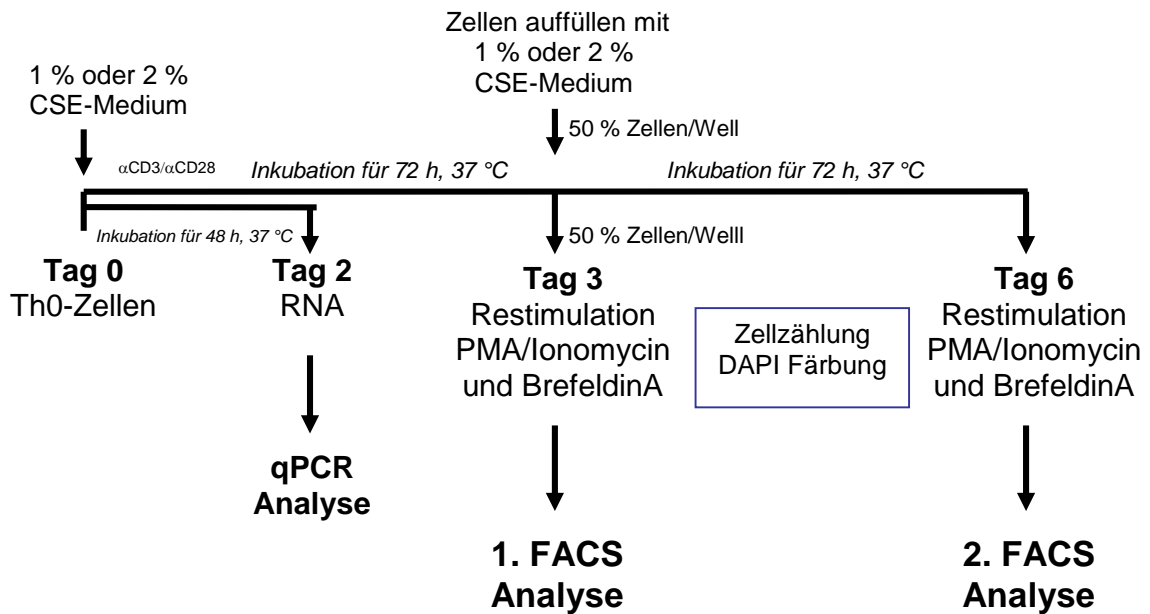 Zellen auffüllen mit
1 % oder 2 %
CSE-Medium
1 % oder 2 %
CSE-Medium
50 % Zellen/Well
αCD3/αCD28
Inkubation für 72 h, 37 °C
Inkubation für 72 h, 37 °C
Inkubation für 48 h, 37 °C
50 % Zellen/Welll
Tag 0
Th0-Zellen
Tag 2
RNA
qPCR
Analyse
Tag 3
Restimulation
PMA/Ionomycin
und BrefeldinA
1. FACS
Analyse
Zellzählung
DAPI Färbung
Tag 6
Restimulation
PMA/Ionomycin
und BrefeldinA
2. FACS
Analyse